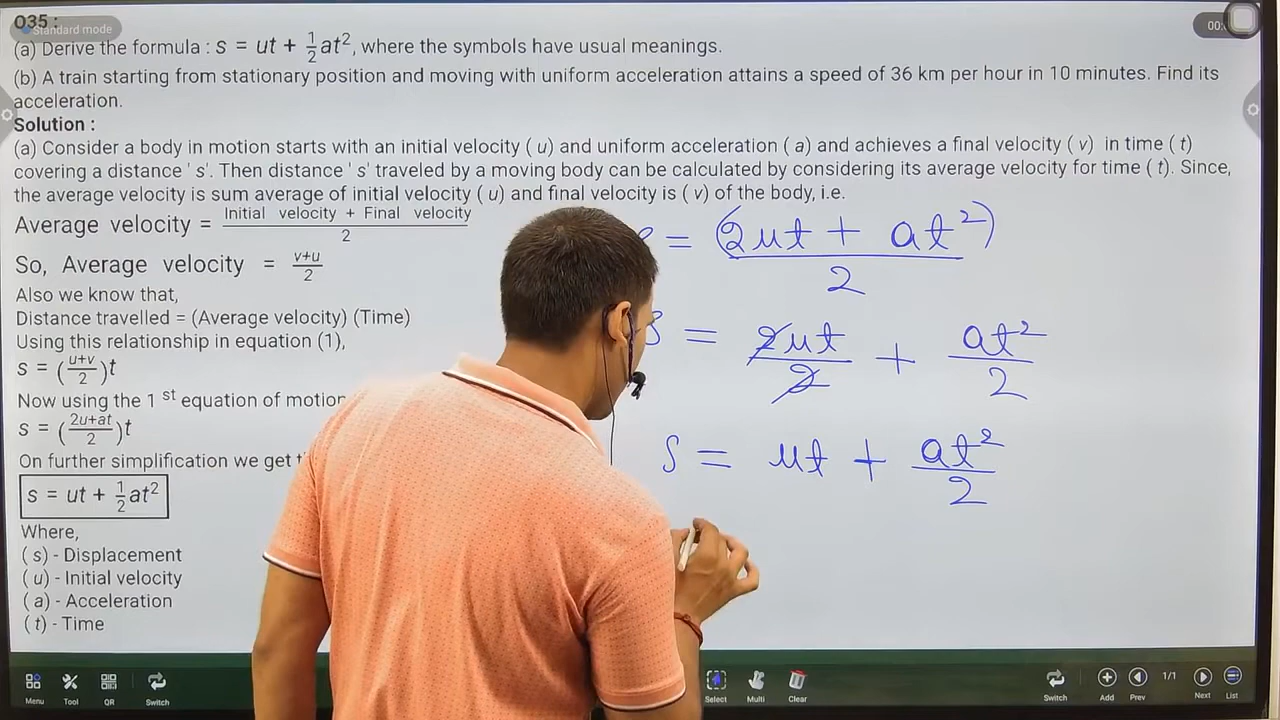 Q35 :
Standard mode
00:
(a) Derive the formula : s = ut + 1/2 at², where the symbols have usual meanings.
(b) A train starting from stationary position and moving with uniform acceleration attains a speed of 36 km per hour in 10 minutes. Find its
acceleration.
Solution :
(a) Consider a body in motion starts with an initial velocity ( u) and uniform acceleration ( a) and achieves a final velocity ( v) in time ( t)
covering a distance ' s'. Then distance ' s' traveled by a moving body can be calculated by considering its average velocity for time ( t). Since,
the average velocity is sum average of initial velocity ( u) and final velocity is ( v) of the body, i.e.
Average velocity = Initial velocity + Final velocity / 2
So, Average velocity = v+u / 2
Also we know that,
Distance travelled = (Average velocity) (Time)
Using this relationship in equation (1),
s = (u+v / 2)t
Now using the 1 st equation of motion
s = (2u+at / 2)t
On further simplification we get
s = ut + 1/2 at²
Where,
( s) - Displacement
( u) - Initial velocity
( a) - Acceleration
( t) - Time
= (2ut + at²) / 2
S = 2ut / 2 + at² / 2
S = ut + at² / 2
Menu
Tool
QR
Switch
Select
Multi
Clear
Switch
Add
Prev
1/1
Next
List